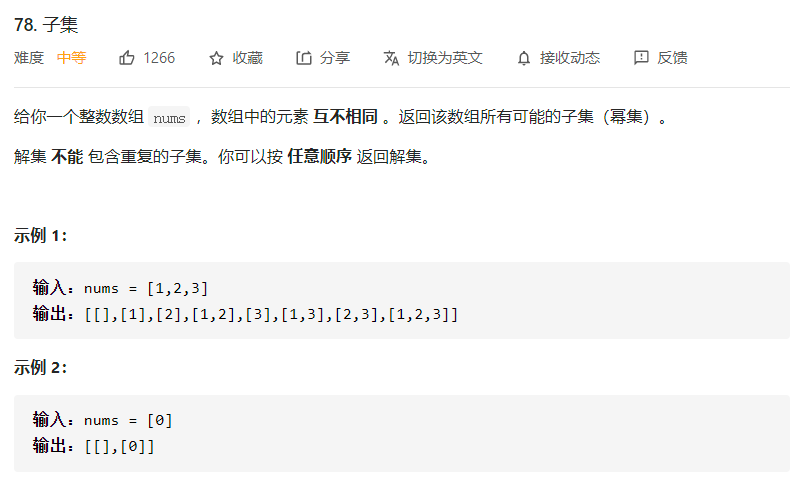 78. 子集
难度 中等 1266 收藏 分享 切换为英文 接收动态 反馈
给你一个整数数组 nums ，数组中的元素 互不相同 。返回该数组所有可能的子集（幂集）。
解集 不能 包含重复的子集。你可以按 任意顺序 返回解集。
示例 1：
输入：nums = [1,2,3]
输出：[[],[1],[2],[1,2],[3],[1,3],[2,3],[1,2,3]]
示例 2：
输入：nums = [0]
输出：[[],[0]]